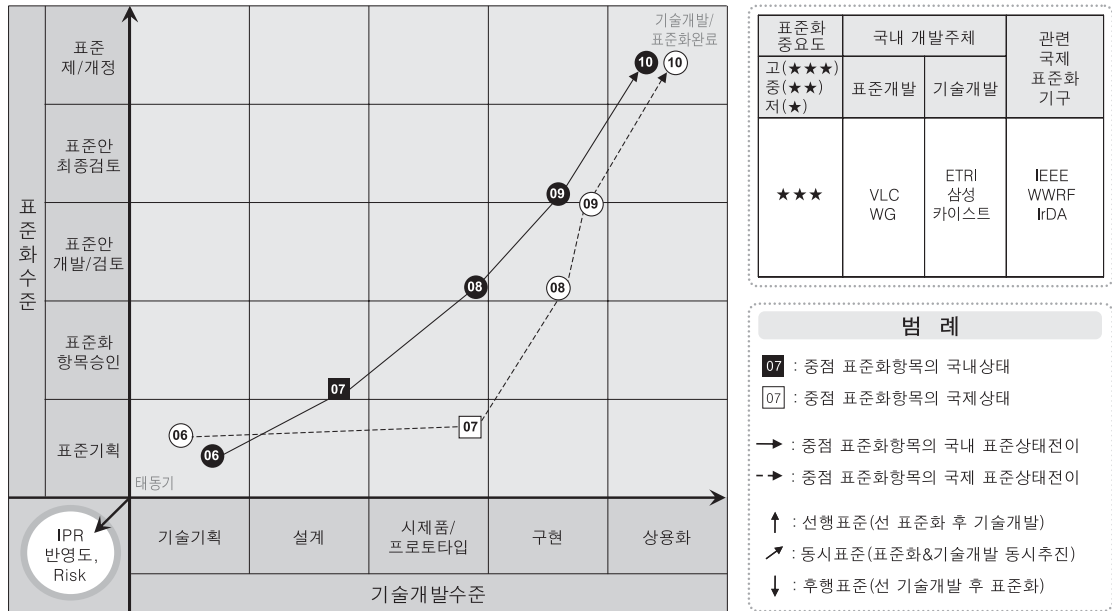 표준
제/개정
표준안
최종검토
표준안
개발/검토
표준화
항목승인
표준기획
표준화수준
기술개발/
표준화완료
10
10
09
09
08
08
07
07
06
06
태동기
IPR
반영도,
Risk
기술기획
설계
시제품/
프로토타입
구현
상용화
기술개발수준
표준화
중요도
국내 개발주체
관련
국제
표준화
기구
고(★★★)
중(★★)
저(★)
표준개발
기술개발
★★★
VLC
WG
ETRI
삼성
카이스트
IEEE
WWRF
IrDA
범 례
07 : 중점 표준화항목의 국내상태
07 : 중점 표준화항목의 국제상태
: 중점 표준화항목의 국내 표준상태전이
: 중점 표준화항목의 국제 표준상태전이
: 선행표준(선 표준화 후 기술개발)
: 동시표준(표준화&기술개발 동시추진)
: 후행표준(선 기술개발 후 표준화)